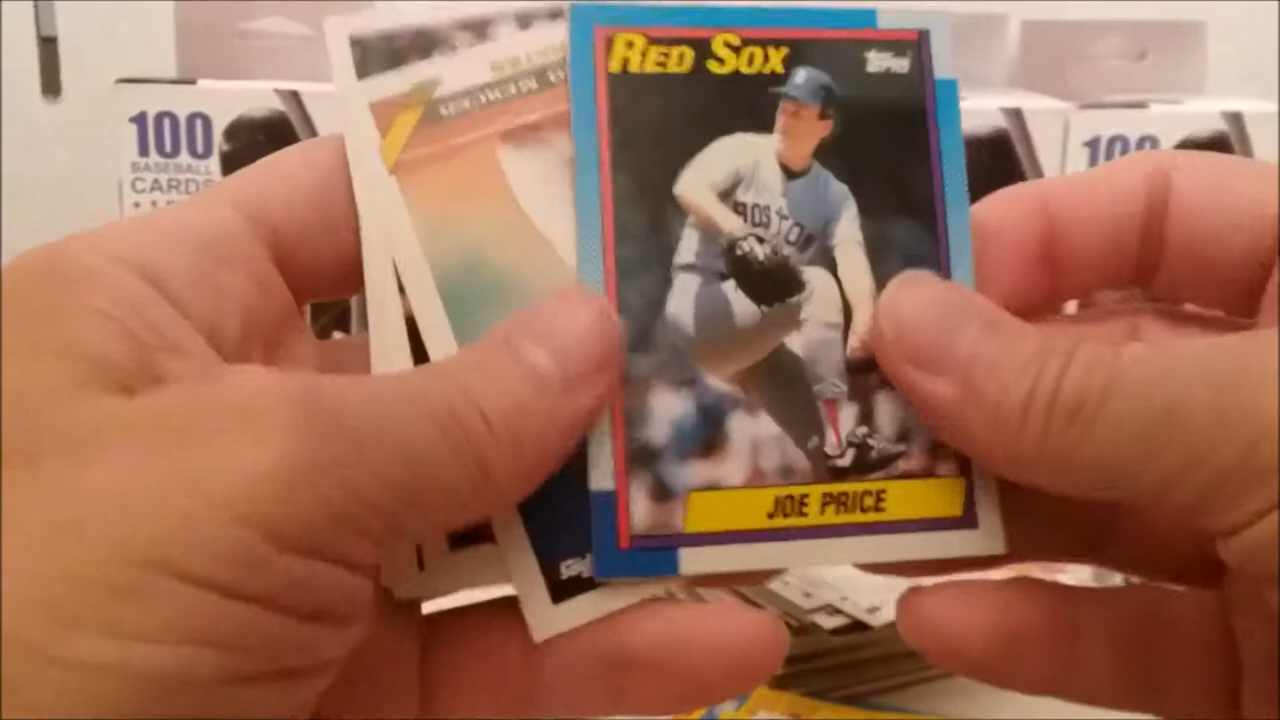 100
BASEBALL
CARDS
RED SOX
Topps
BOSTON
JOE PRICE
100